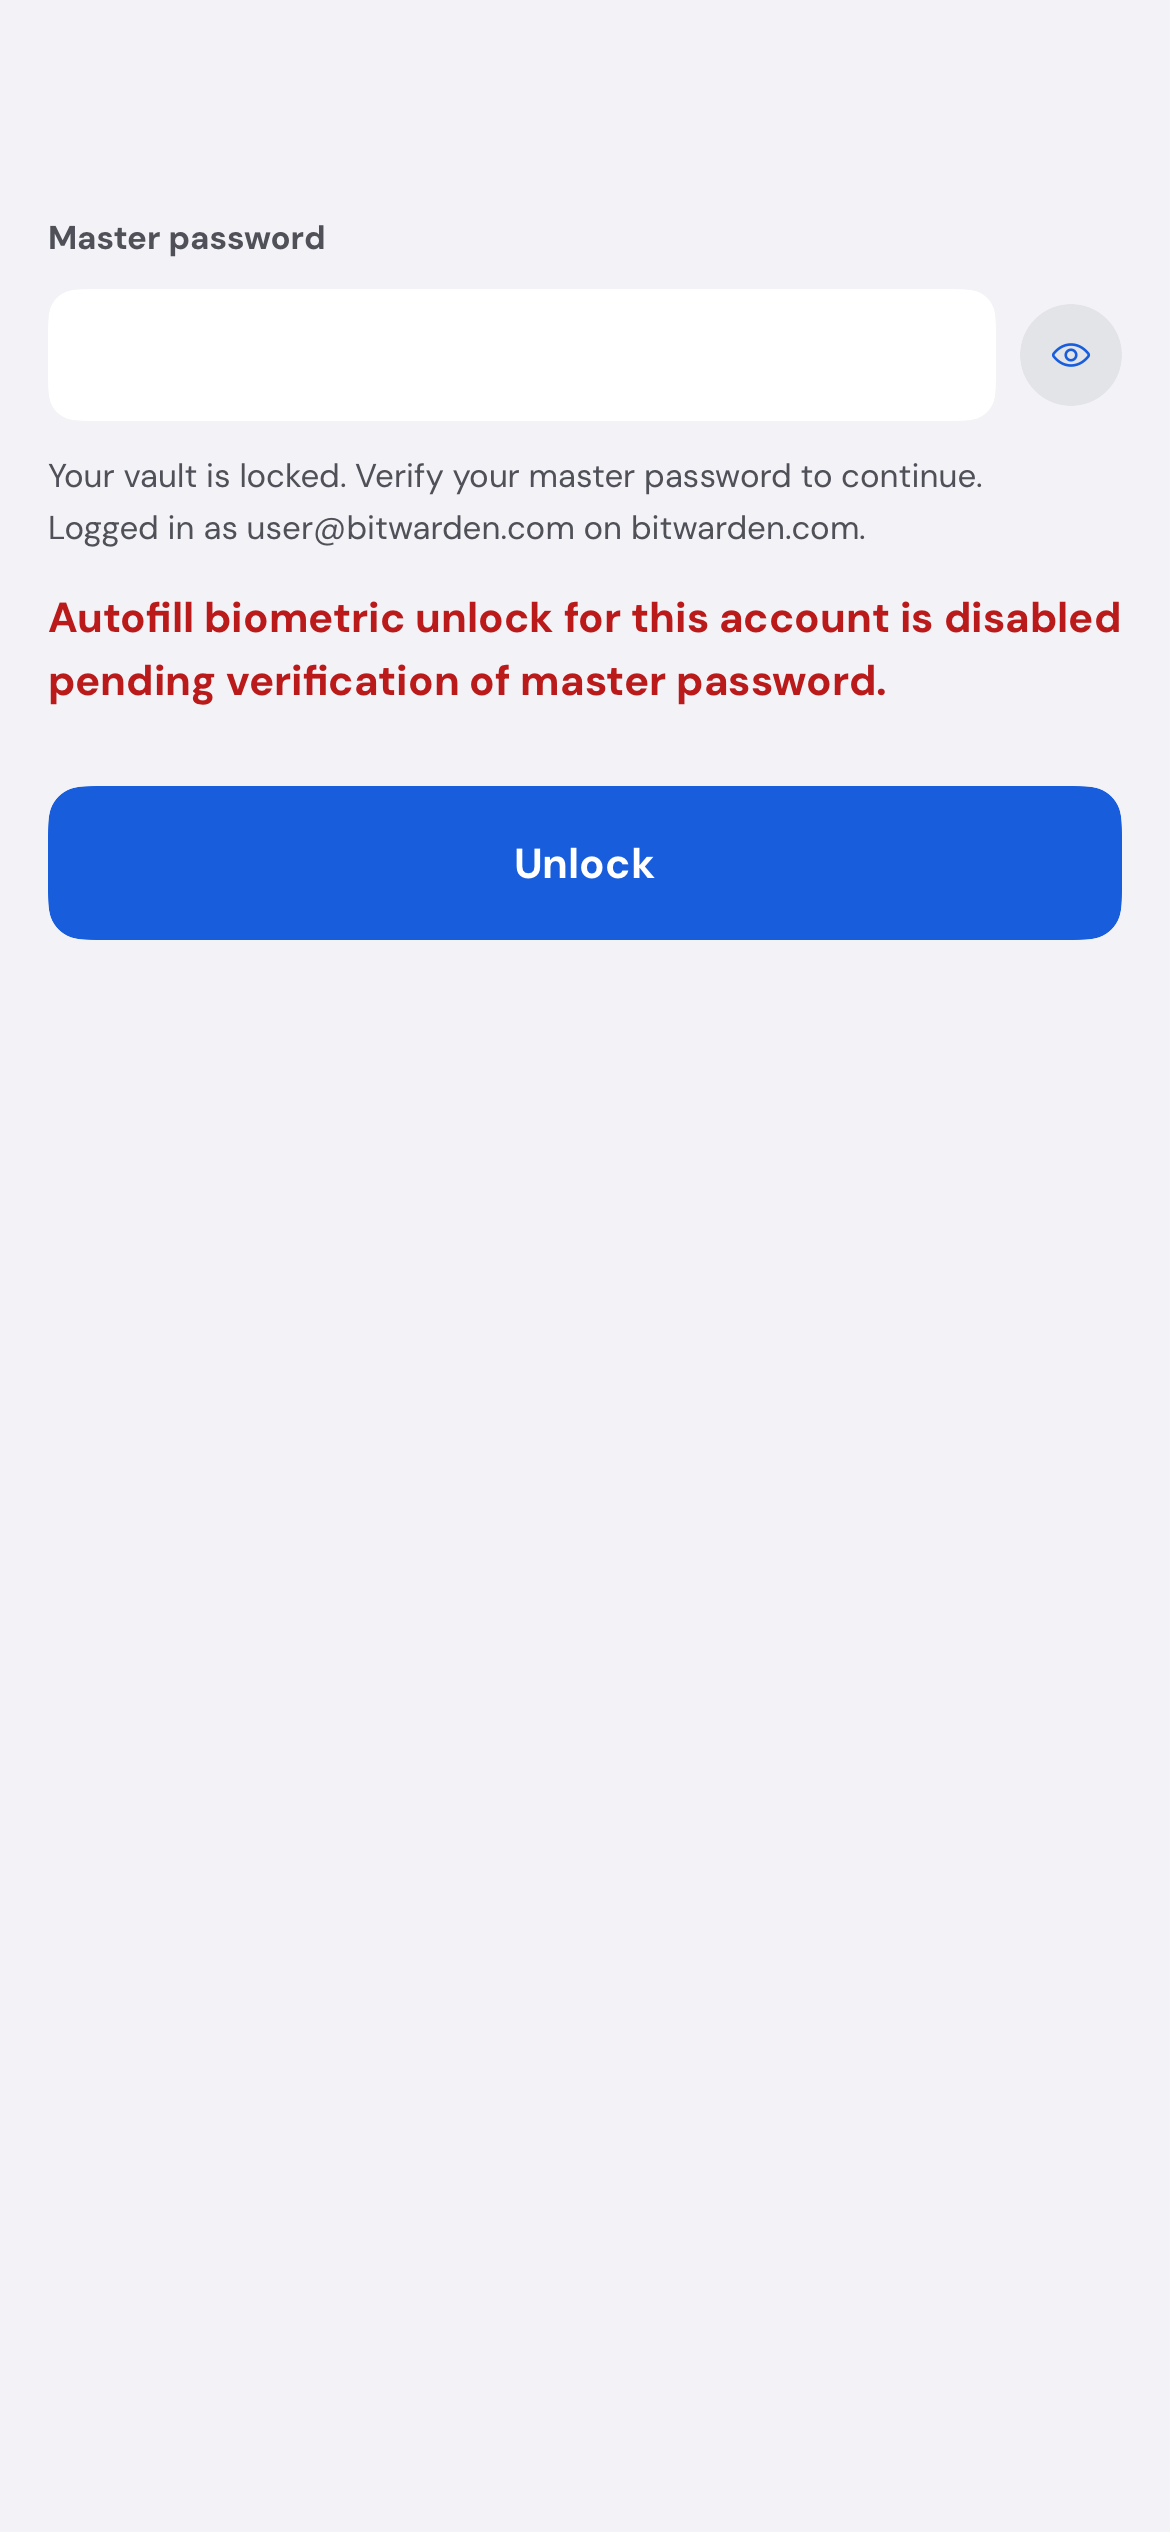 Master password
Your vault is locked. Verify your master password to continue.
Logged in as user@bitwarden.com on bitwarden.com.
Autofill biometric unlock for this account is disabled
pending verification of master password.
Unlock